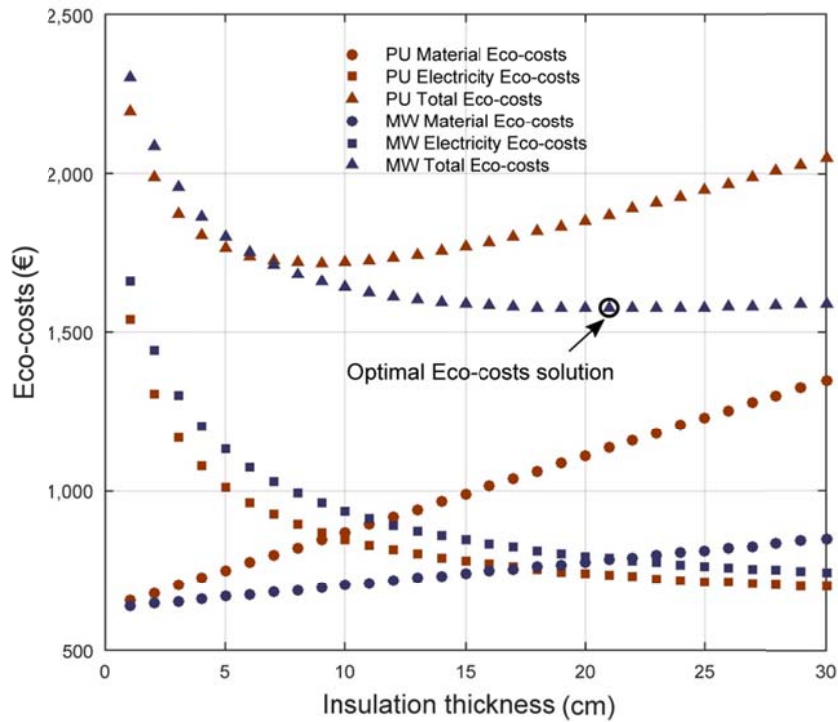 2,500
PU Material Eco-costs
PU Electricity Eco-costs
PU Total Eco-costs
MW Material Eco-costs
MW Electricity Eco-costs
MW Total Eco-costs
2,000
Eco-costs (€)
1,500
Optimal Eco-costs solution
1,000
500
0 5 10 15 20 25 30
Insulation thickness (cm)